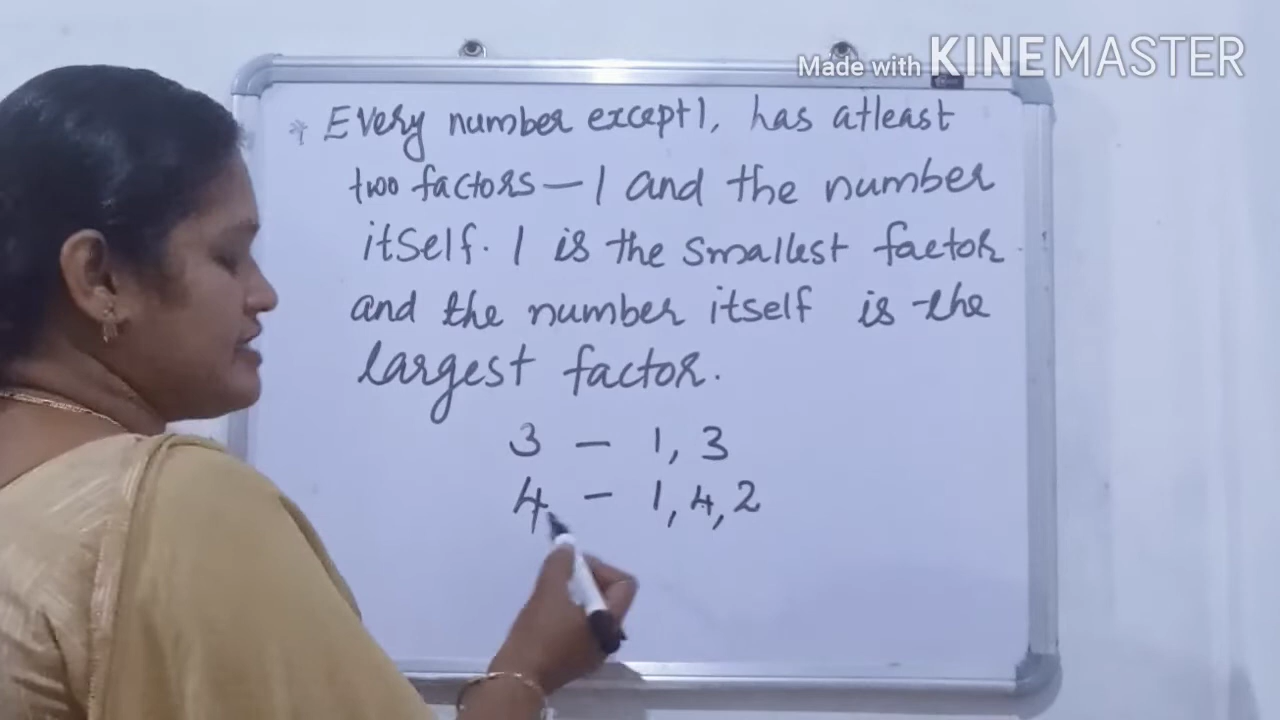 Made with KINEMASTER
* Every number except 1, has atleast
two factors - 1 and the number
itself. 1 is the smallest factor
and the number itself is the
largest factor.
3 - 1, 3
4 - 1, 4, 2